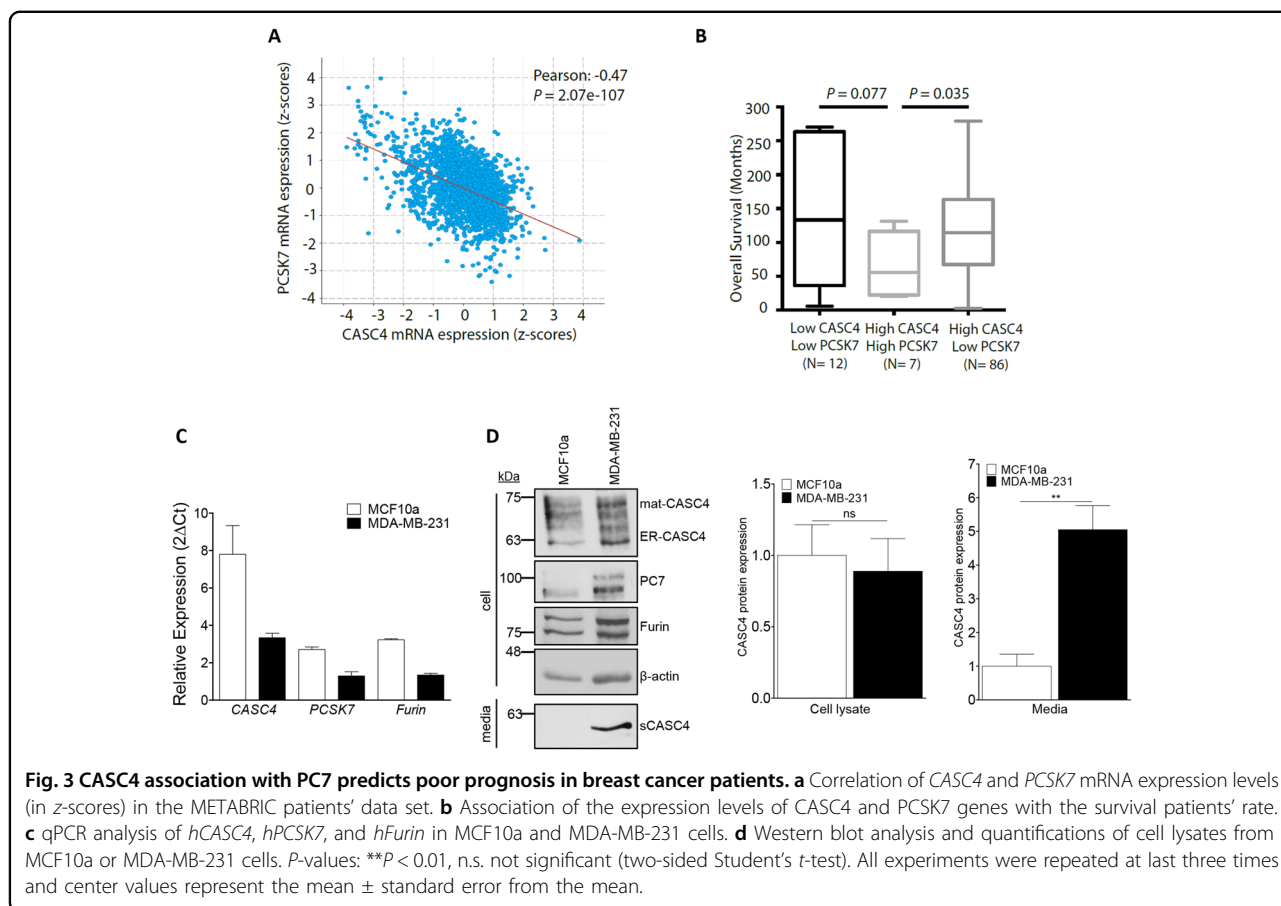 A
Pearson: -0.47
P = 2.07e-107
PCSK7 mRNA expression (z-scores)
4
3
2
1
0
-1
-2
-3
-4
-4 -3 -2 -1 0 1 2 3 4
CASC4 mRNA espression (z-scores)
B
P = 0.077 P = 0.035
Overall Survival (Months)
300
250
200
150
100
50
0
Low CASC4 High CASC4 High CASC4
Low PCSK7 High PCSK7 Low PCSK7
(N= 12) (N= 7) (N= 86)
C
Relative Expression (2ΔCt)
MCF10a
MDA-MB-231
10
8
6
4
2
0
CASC4 PCSK7 Furin
D
MCF10a
MDA-MB-231
kDa
75
63
mat-CASC4
ER-CASC4
100
PC7
75
Furin
48
β-actin
63
sCASC4
cell
media
MCF10a
MDA-MB-231
CASC4 protein expression
1.5
1.0
0.5
0.0
ns
Cell lysate
MCF10a
MDA-MB-231
CASC4 protein expression
7
6
5
4
3
2
1
0
**
Media
Fig. 3 CASC4 association with PC7 predicts poor prognosis in breast cancer patients. a Correlation of CASC4 and PCSK7 mRNA expression levels
(in z-scores) in the METABRIC patients' data set. b Association of the expression levels of CASC4 and PCSK7 genes with the survival patients' rate.
c qPCR analysis of hCASC4, hPCSK7, and hFurin in MCF10a and MDA-MB-231 cells. d Western blot analysis and quantifications of cell lysates from
MCF10a or MDA-MB-231 cells. P-values: **P < 0.01, n.s. not significant (two-sided Student's t-test). All experiments were repeated at last three times
and center values represent the mean ± standard error from the mean.